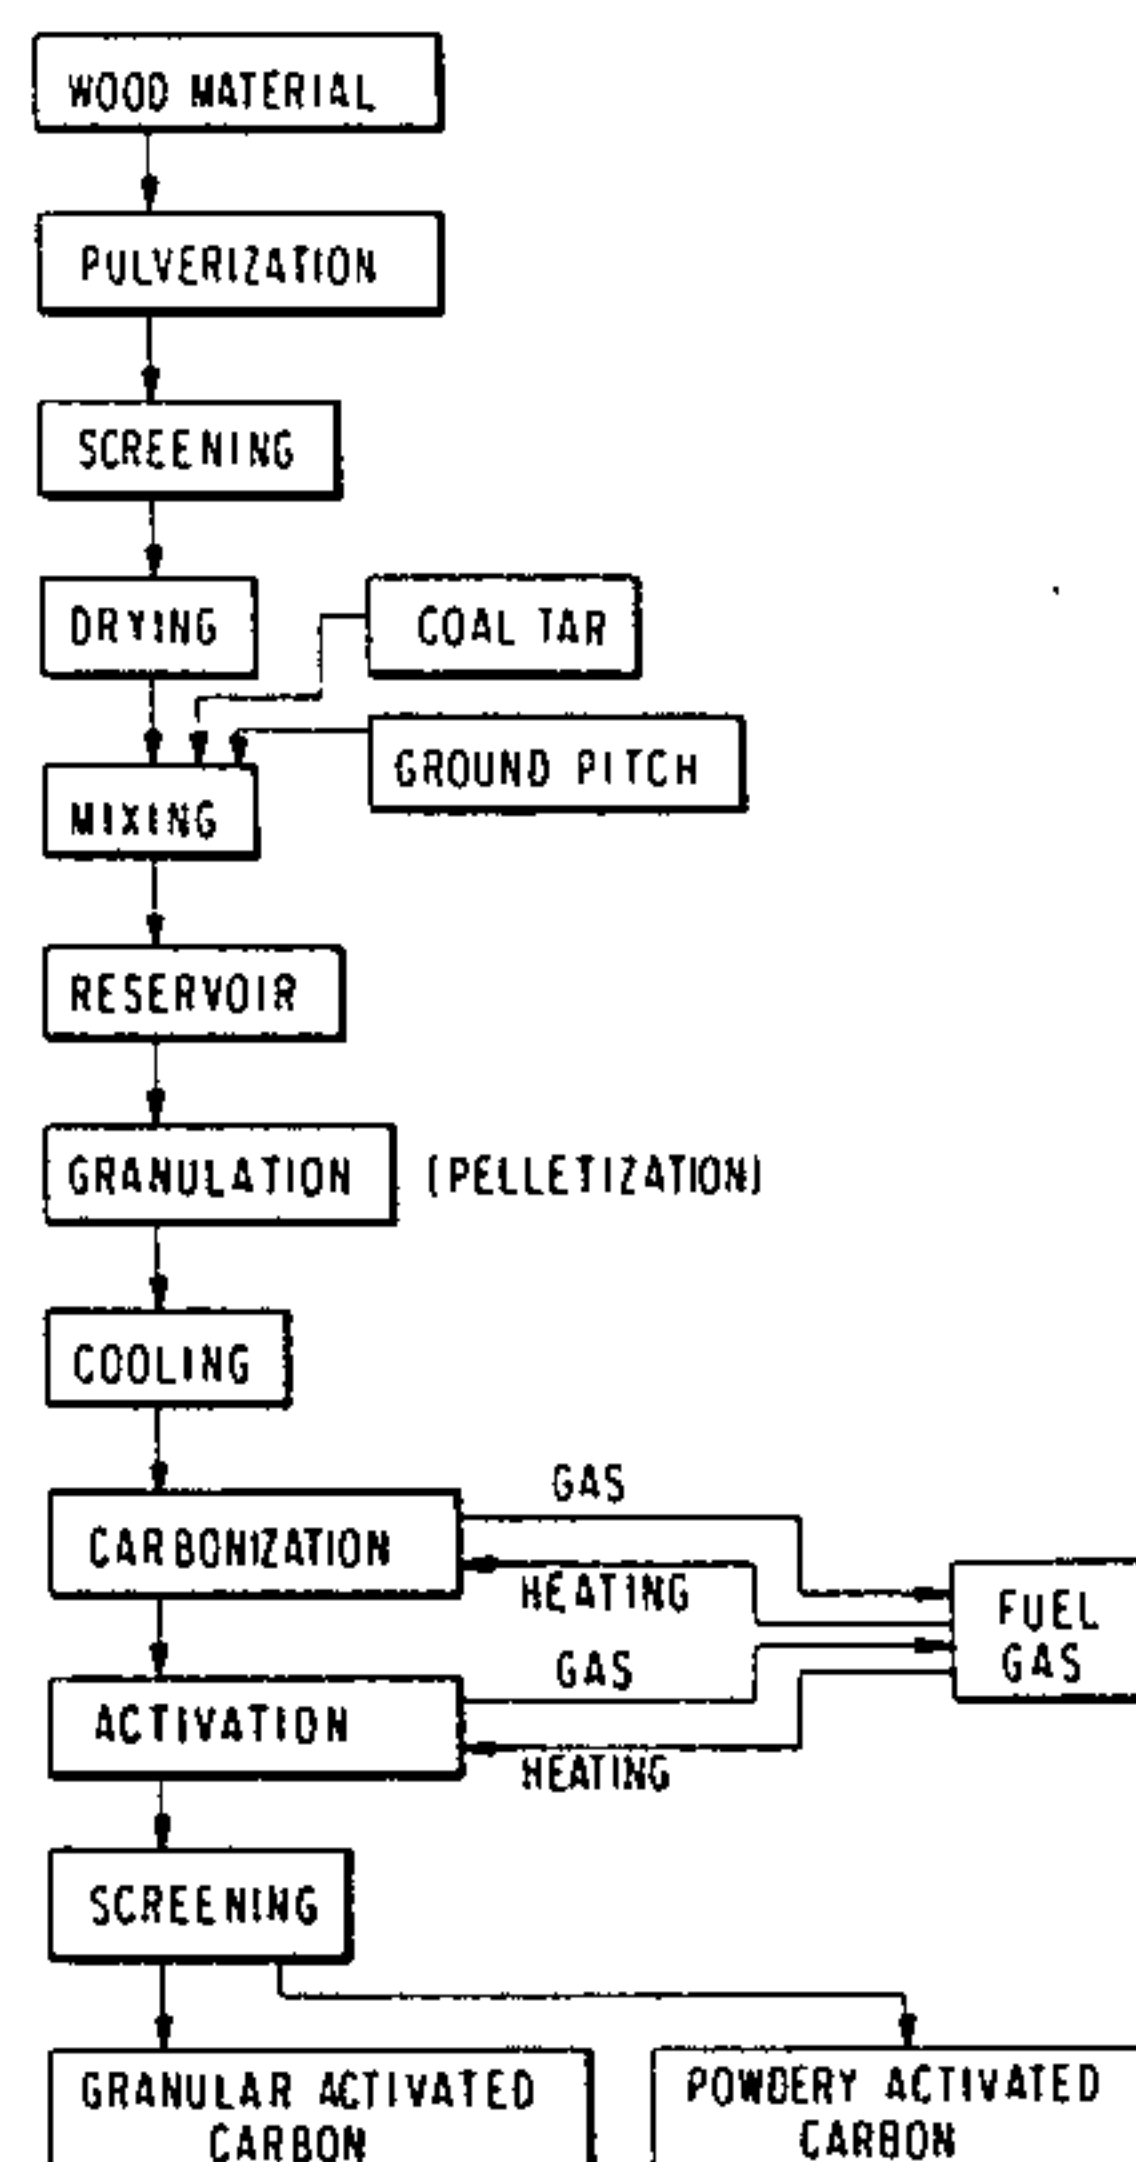 WOOD MATERIAL
PULVERIZATION
SCREENING
DRYING
COAL TAR
GROUND PITCH
MIXING
RESERVOIR
GRANULATION (PELLETIZATION)
COOLING
GAS
CARBONIZATION
HEATING
FUEL
GAS
GAS
ACTIVATION
HEATING
SCREENING
GRANULAR ACTIVATED
CARBON
POWDERY ACTIVATED
CARBON